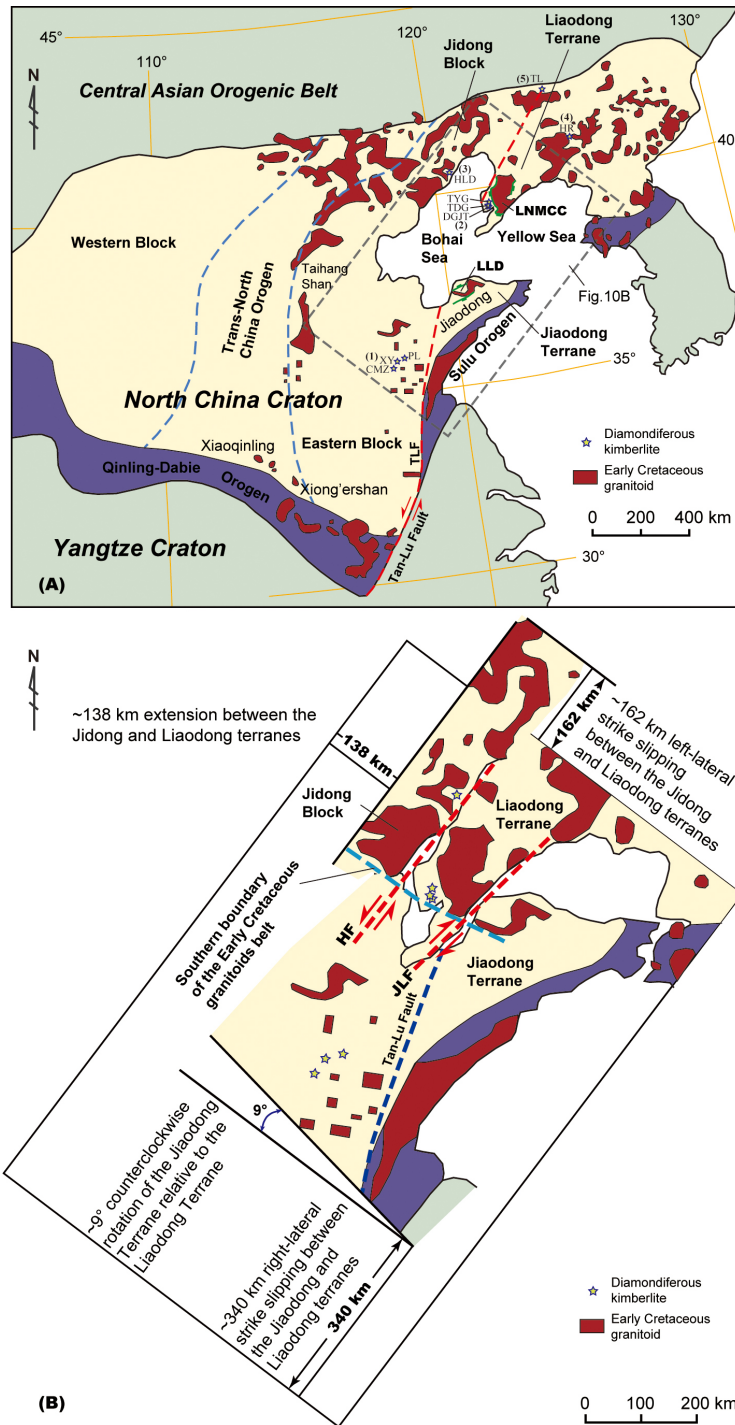 45°
110°
120°
130°
40°
35°
30°
N
Central Asian Orogenic Belt
Jidong
Block
Liaodong
Terrane
(5) TL
(4)
HR
(3)
HLD
TYG
TDG
DGJT
(2)
LNMCC
Bohai
Sea
Yellow Sea
Western Block
Trans-North
China Orogen
Taihang
Shan
LLD
Jiaodong
Fig.10B
Jiaodong
Terrane
Sulu Orogen
(1)
XY
PL
CMZ
North China Craton
Eastern Block
TLF
Xiaoqinling
Qinling-Dabie
Orogen
Xiong'ershan
Tan-Lu Fault
Yangtze Craton
Diamondiferous
kimberlite
Early Cretaceous
granitoid
0 200 400 km
(A)
N
~138 km extension between the
Jidong and Liaodong terranes
138 km
162 km
~162 km left-lateral
strike slipping
between the Jidong
and Liaodong terranes
Jidong
Block
Liaodong
Terrane
Southern boundary
of the Early Cretaceous
granitoids belt
HF
JLF
Jiaodong
Terrane
Tan-Lu Fault
9°
~9° counterclockwise
rotation of the Jiaodong
Terrane relative to the
Liaodong Terrane
~340 km right-lateral
strike slipping between
the Jiaodong and
Liaodong terranes
340 km
Diamondiferous
kimberlite
Early Cretaceous
granitoid
0 100 200 km
(B)